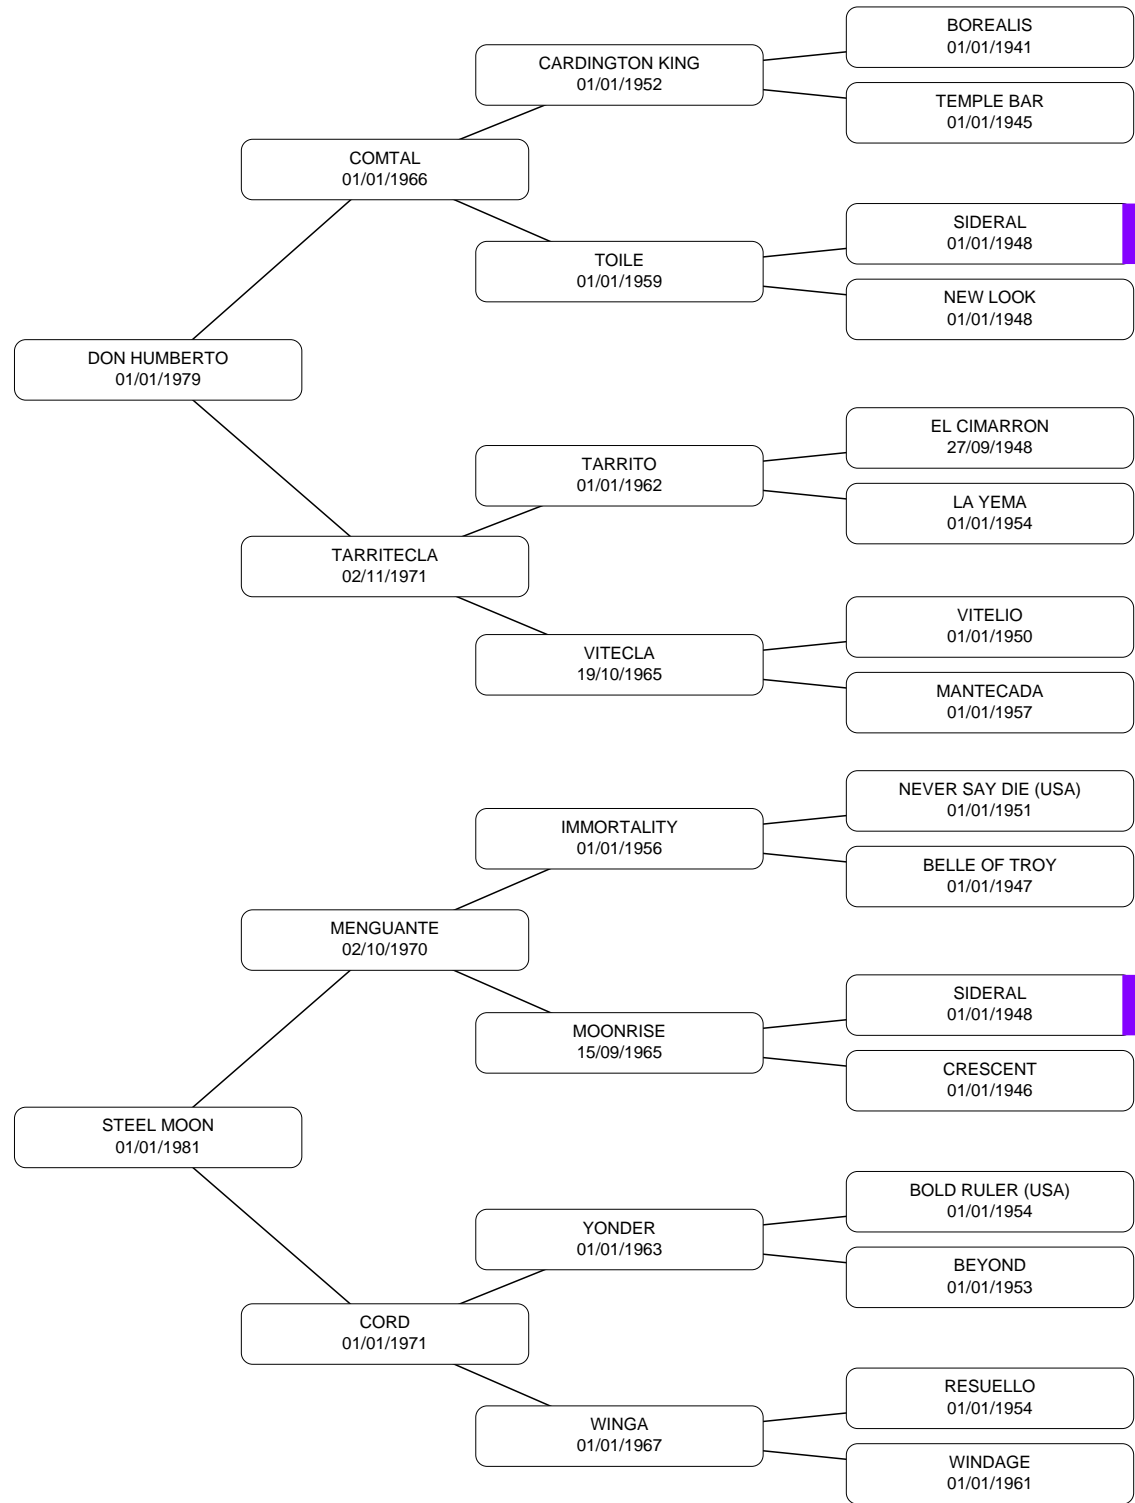 BOREALIS
01/01/1941
CARDINGTON KING
01/01/1952
TEMPLE BAR
01/01/1945
COMTAL
01/01/1966
SIDERAL
01/01/1948
TOILE
01/01/1959
NEW LOOK
01/01/1948
DON HUMBERTO
01/01/1979
EL CIMARRON
27/09/1948
TARRITO
01/01/1962
LA YEMA
01/01/1954
TARRITECLA
02/11/1971
VITELIO
01/01/1950
VITECLA
19/10/1965
MANTECADA
01/01/1957
NEVER SAY DIE (USA)
01/01/1951
IMMORTALITY
01/01/1956
BELLE OF TROY
01/01/1947
MENGUANTE
02/10/1970
SIDERAL
01/01/1948
MOONRISE
15/09/1965
CRESCENT
01/01/1946
STEEL MOON
01/01/1981
BOLD RULER (USA)
01/01/1954
YONDER
01/01/1963
BEYOND
01/01/1953
CORD
01/01/1971
RESUELLO
01/01/1954
WINGA
01/01/1967
WINDAGE
01/01/1961